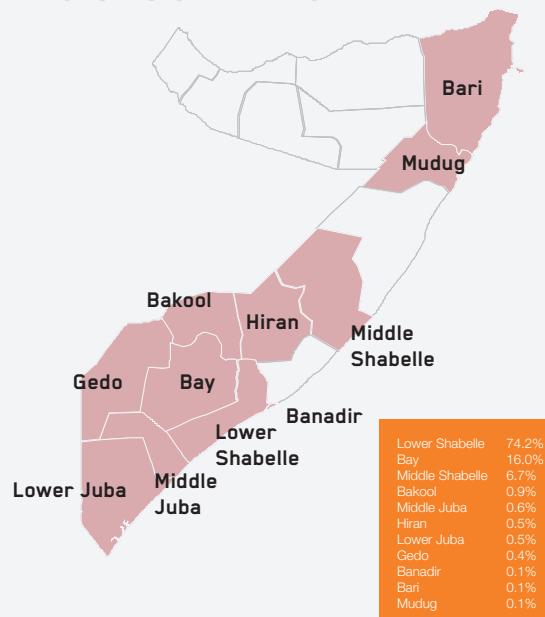 Bari
Mudug
Bakool
Hiran
Middle
Shabelle
Gedo
Bay
Banadir
Lower
Shabelle
Middle
Juba
Lower Juba
Lower Shabelle 74.2%
Bay 16.0%
Middle Shabelle 6.7%
Bakool 0.9%
Middle Juba 0.6%
Hiran 0.5%
Lower Juba 0.5%
Gedo 0.4%
Banadir 0.1%
Bari 0.1%
Mudug 0.1%